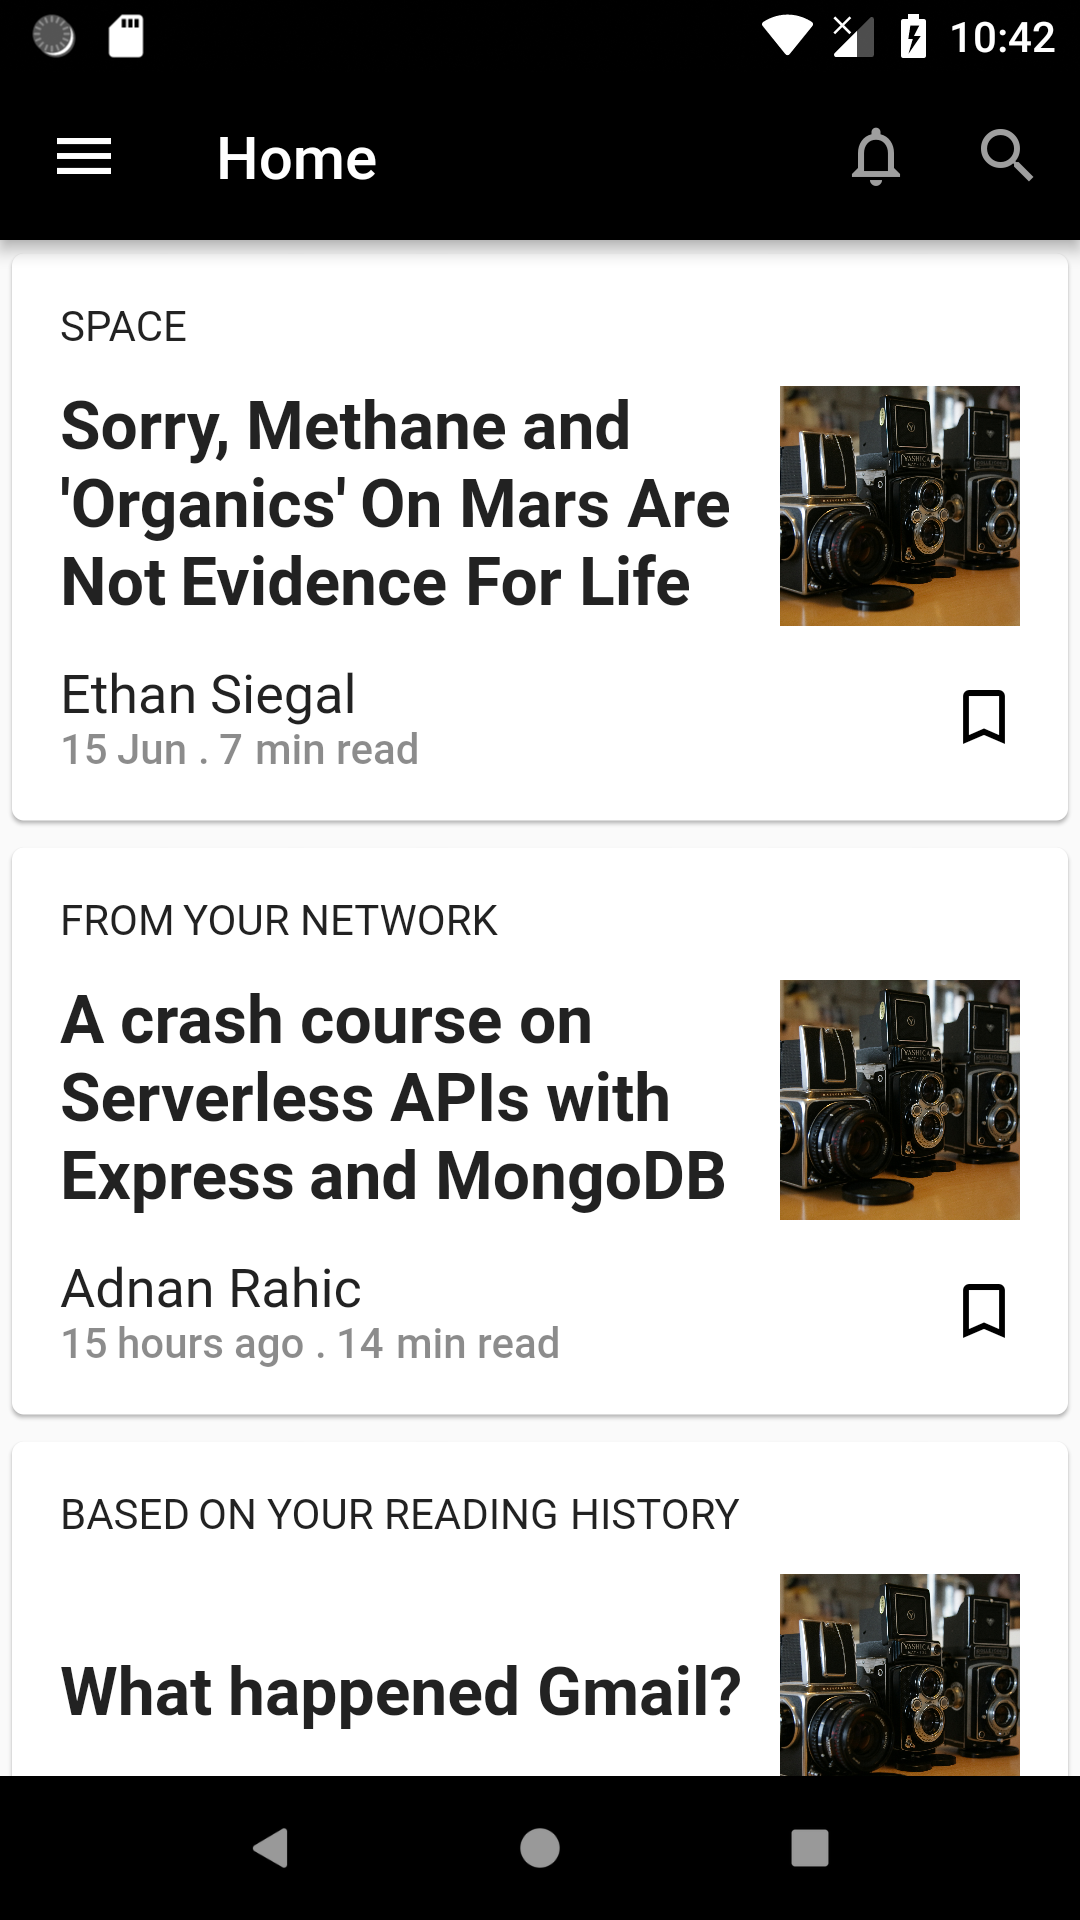 10:42
Home
SPACE
Sorry, Methane and
'Organics' On Mars Are
Not Evidence For Life
Ethan Siegal
15 Jun . 7 min read
FROM YOUR NETWORK
A crash course on
Serverless APIs with
Express and MongoDB
Adnan Rahic
15 hours ago . 14 min read
BASED ON YOUR READING HISTORY
What happened Gmail?